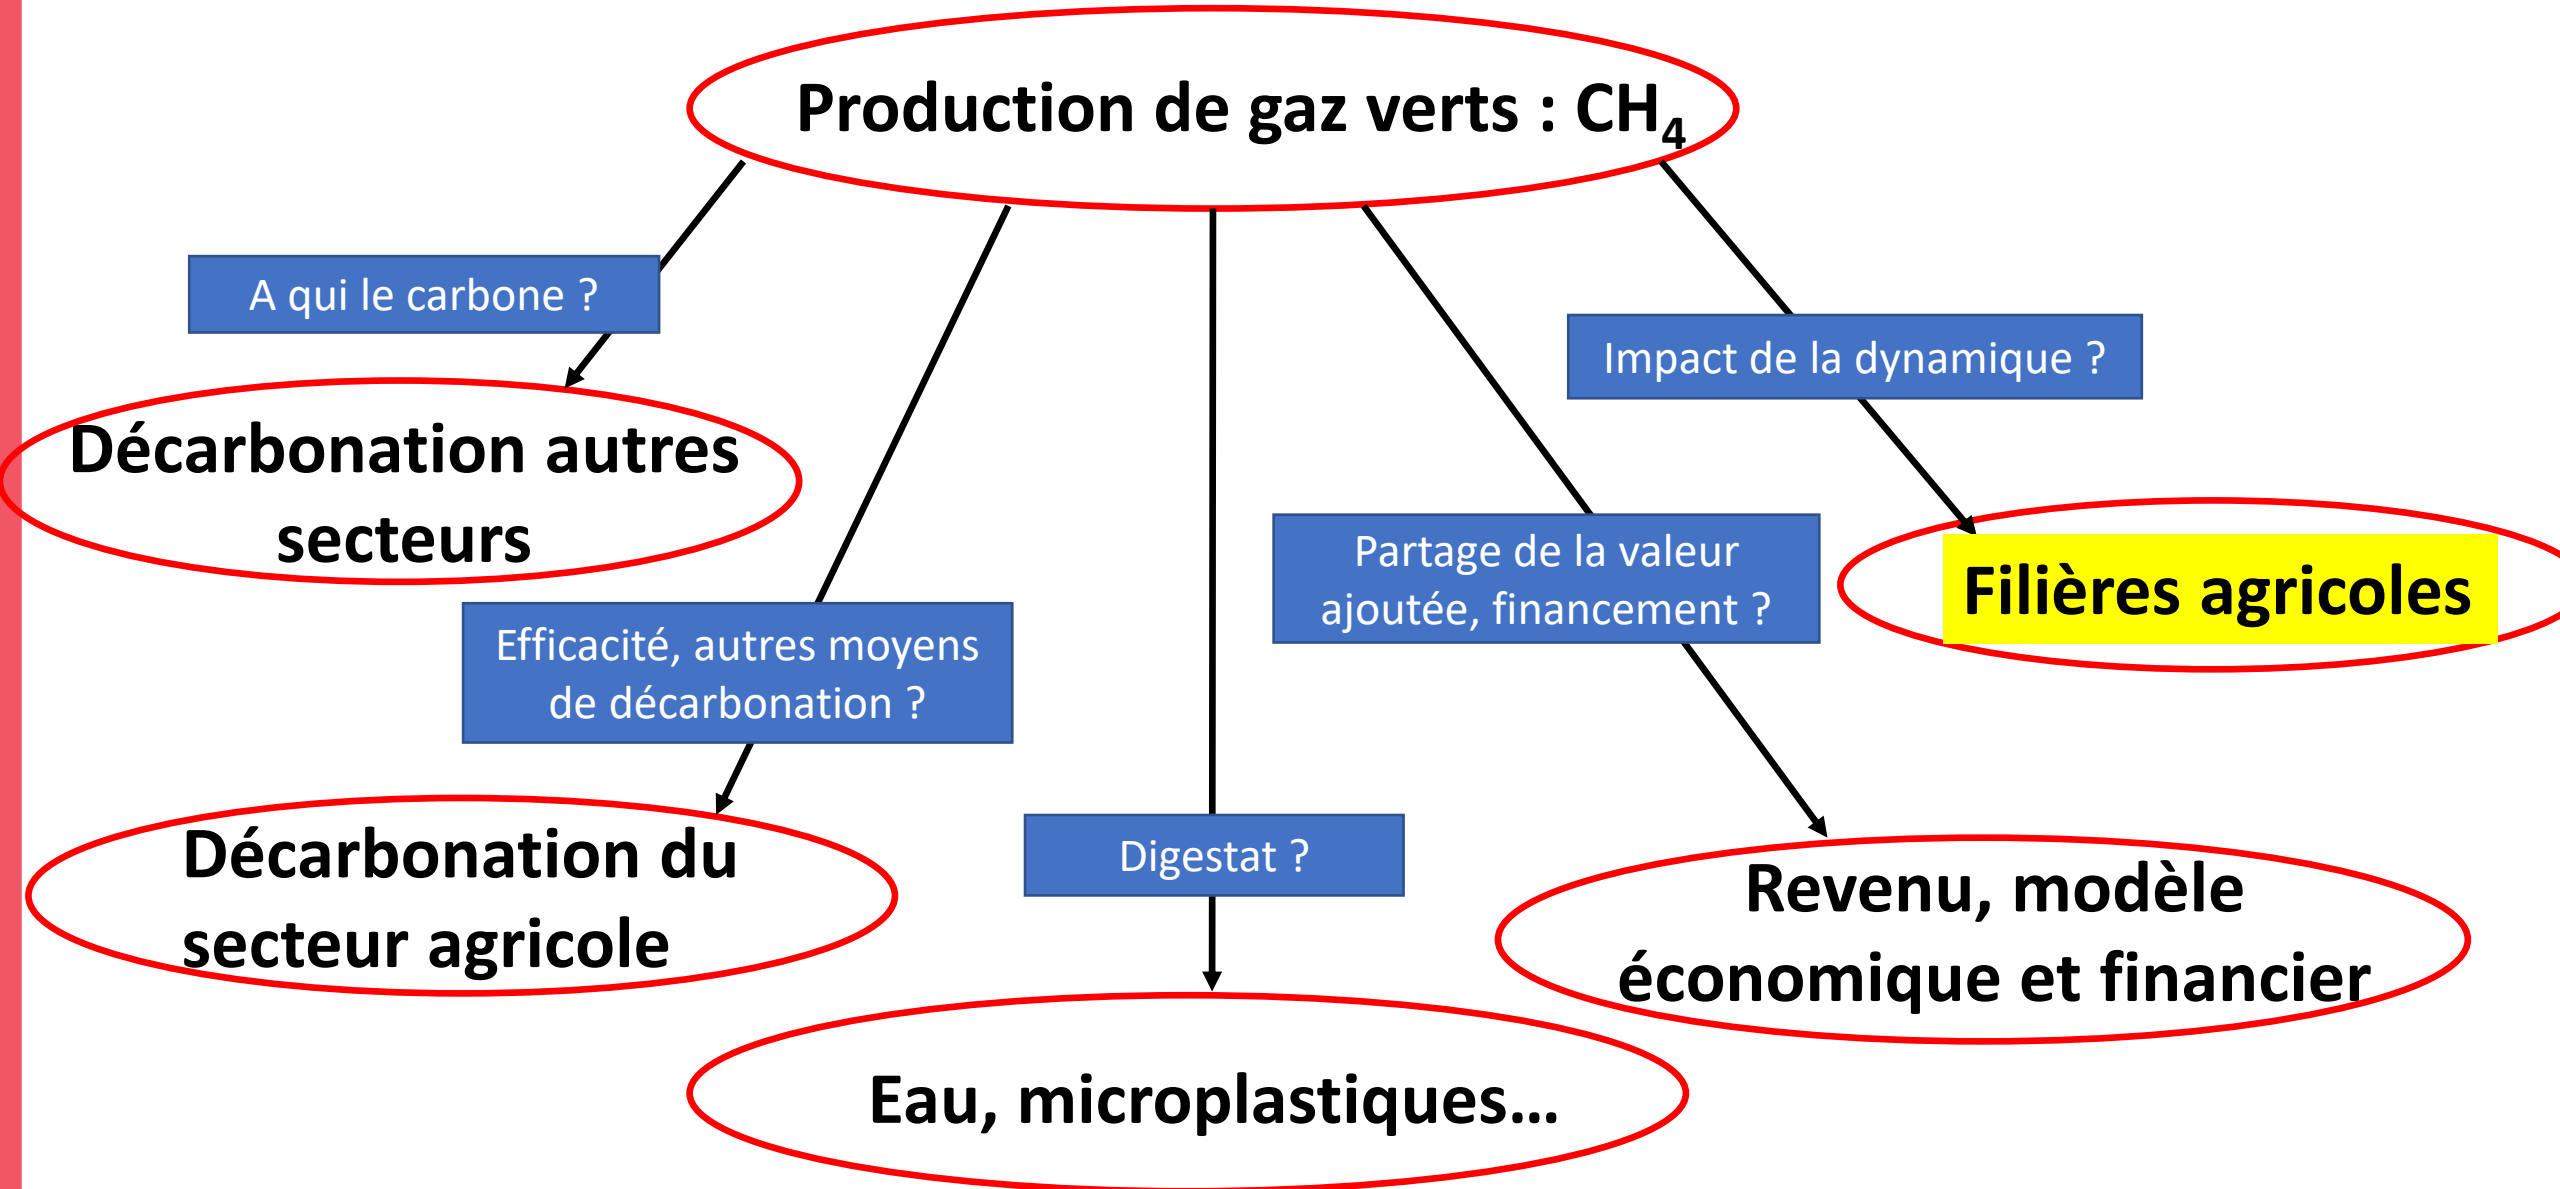 Production de gaz verts : CH₄
A qui le carbone ?
Impact de la dynamique ?
Décarbonation autres
secteurs
Partage de la valeur
ajoutée, financement ?
Filières agricoles
Efficacité, autres moyens
de décarbonation ?
Digestat ?
Décarbonation du
secteur agricole
Revenu, modèle
économique et financier
Eau, microplastiques...